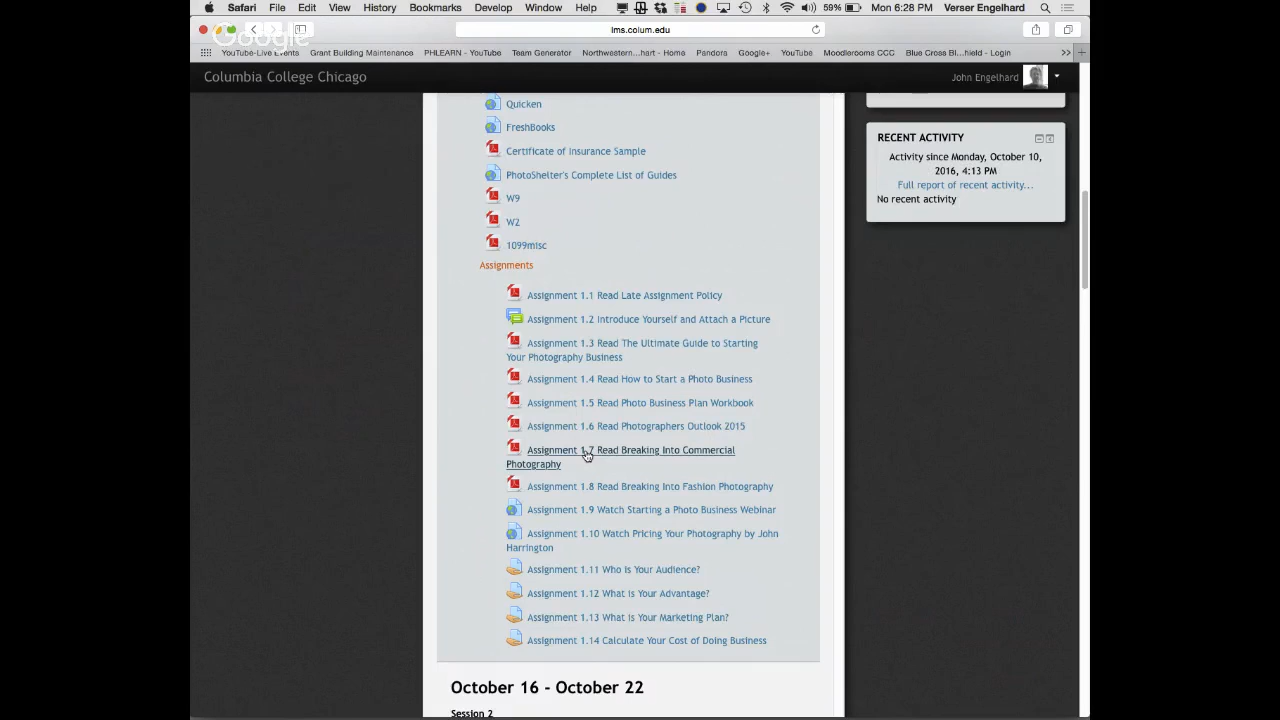 Safari File Edit View History Bookmarks Develop Window Help 59% Mon 6:28 PM Verser Engelhard
Google
lms.colum.edu
YouTube-Live Events Grant Building Maintenance PHLEARN - YouTube Team Generator Northwestern...hart - Home Pandora Google+ YouTube Moodlerooms CCC Blue Cross Bl...hield - Login
Columbia College Chicago
John Engelhard
Quicken
FreshBooks
Certificate of Insurance Sample
PhotoShelter's Complete List of Guides
W9
W2
1099misc
Assignments
Assignment 1.1 Read Late Assignment Policy
Assignment 1.2 Introduce Yourself and Attach a Picture
Assignment 1.3 Read The Ultimate Guide to Starting
Your Photography Business
Assignment 1.4 Read How to Start a Photo Business
Assignment 1.5 Read Photo Business Plan Workbook
Assignment 1.6 Read Photographers Outlook 2015
Assignment 1.7 Read Breaking Into Commercial
Photography
Assignment 1.8 Read Breaking Into Fashion Photography
Assignment 1.9 Watch Starting a Photo Business Webinar
Assignment 1.10 Watch Pricing Your Photography by John
Harrington
Assignment 1.11 Who is Your Audience?
Assignment 1.12 What is Your Advantage?
Assignment 1.13 What is Your Marketing Plan?
Assignment 1.14 Calculate Your Cost of Doing Business
October 16 - October 22
Session 2
RECENT ACTIVITY
Activity since Monday, October 10,
2016, 4:13 PM
Full report of recent activity...
No recent activity